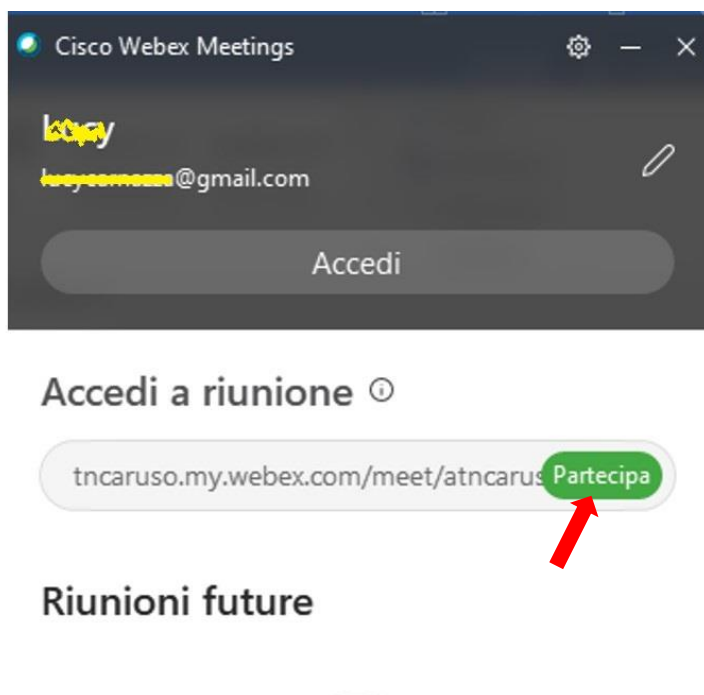 Cisco Webex Meetings
@gmail.com
Accedi
Accedi a riunione
tncaruso.my.webex.com/meet/atncarus
Partecipa
Riunioni future